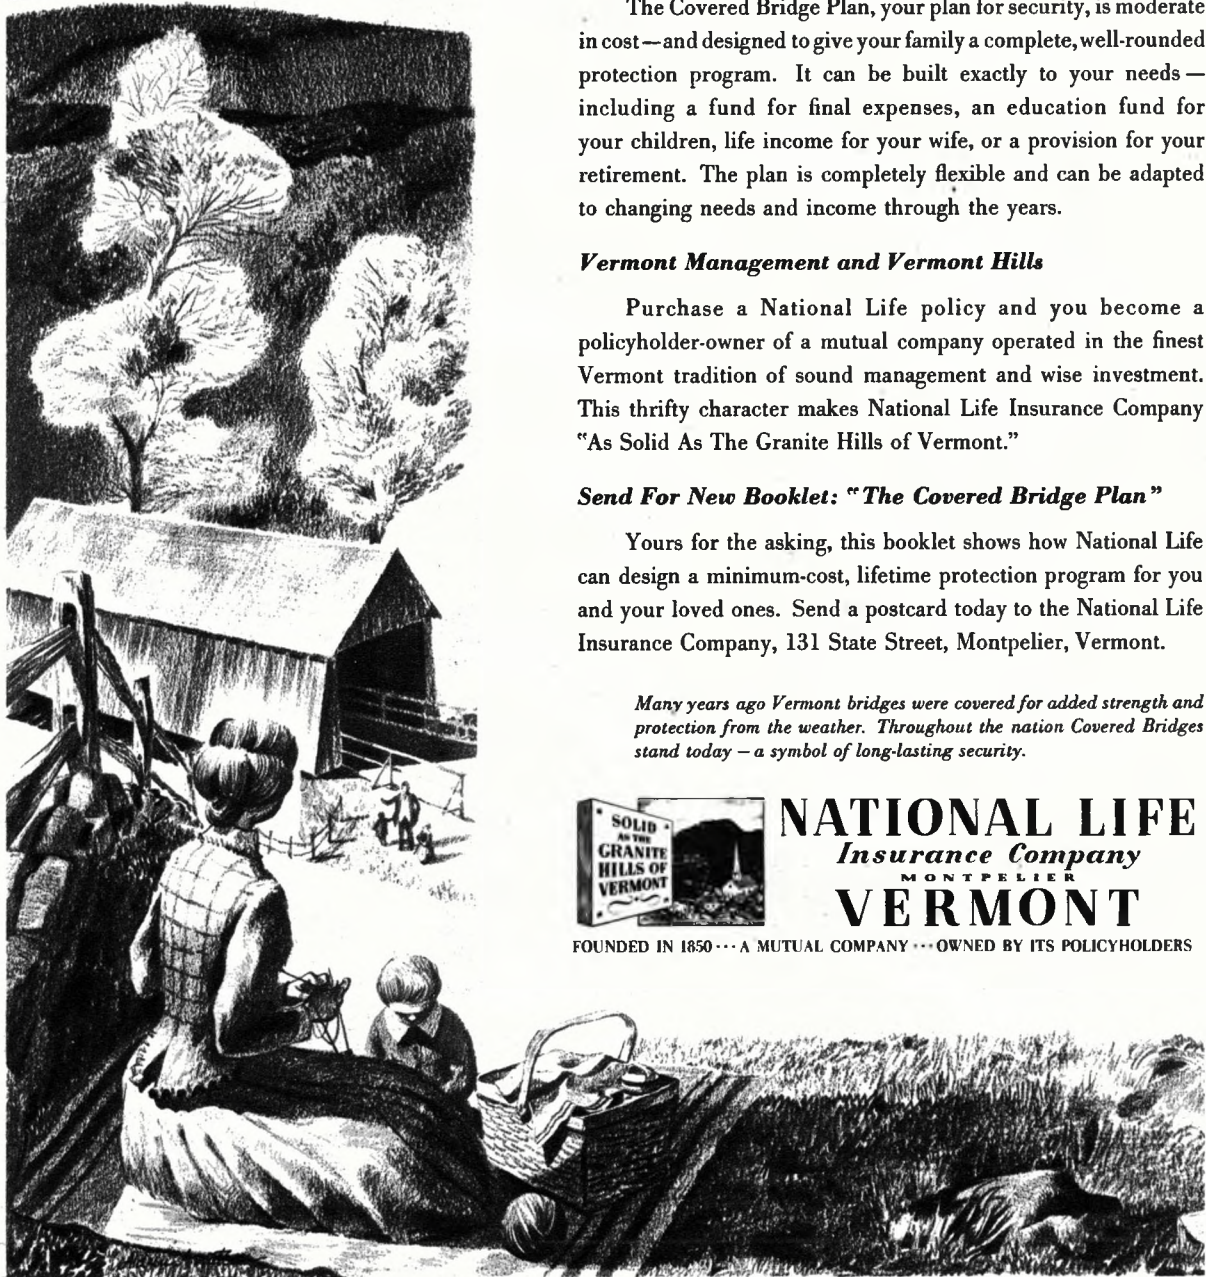 The Covered Bridge Plan, your plan for security, is moderate
in cost—and designed to give your family a complete, well-rounded
protection program. It can be built exactly to your needs—
including a fund for final expenses, an education fund for
your children, life income for your wife, or a provision for your
retirement. The plan is completely flexible and can be adapted
to changing needs and income through the years.
Vermont Management and Vermont Hills
Purchase a National Life policy and you become a
policyholder-owner of a mutual company operated in the finest
Vermont tradition of sound management and wise investment.
This thrifty character makes National Life Insurance Company
“As Solid As The Granite Hills of Vermont.”
Send For New Booklet: “The Covered Bridge Plan”
Yours for the asking, this booklet shows how National Life
can design a minimum-cost, lifetime protection program for you
and your loved ones. Send a postcard today to the National Life
Insurance Company, 131 State Street, Montpelier, Vermont.
Many years ago Vermont bridges were covered for added strength and
protection from the weather. Throughout the nation Covered Bridges
stand today – a symbol of long-lasting security.
SOLID
AS THE
GRANITE
HILLS OF
VERMONT
NATIONAL LIFE
Insurance Company
MONTPELIER
VERMONT
FOUNDED IN 1850 ··· A MUTUAL COMPANY ··· OWNED BY ITS POLICYHOLDERS